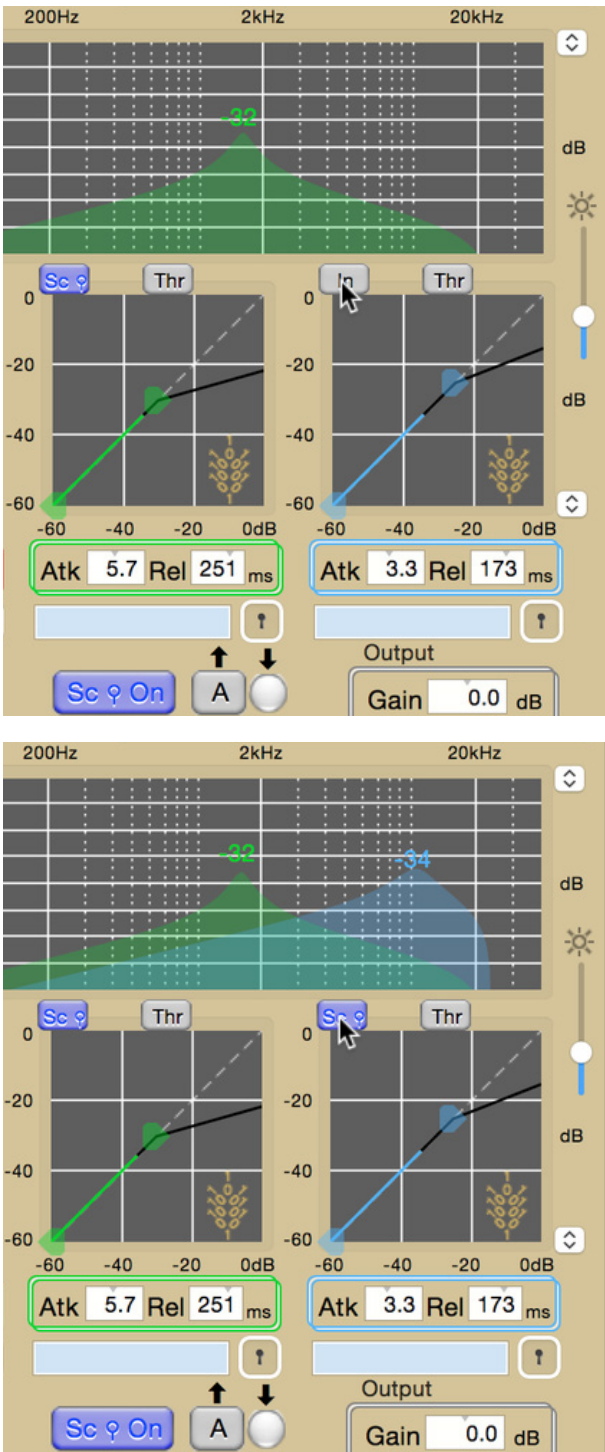 200Hz 2kHz 20kHz
-32
dB
Sc Thr In Thr
0 0
-20 -20
dB
-40 -40
-60 -60
-60 -40 -20 0dB -60 -40 -20 0dB
Atk 5.7 Rel 251 ms Atk 3.3 Rel 173 ms
Output
Sc On A Gain 0.0 dB
200Hz 2kHz 20kHz
-32 -34
dB
Sc Thr Sc Thr
0 0
-20 -20
dB
-40 -40
-60 -60
-60 -40 -20 0dB -60 -40 -20 0dB
Atk 5.7 Rel 251 ms Atk 3.3 Rel 173 ms
Output
Sc On A Gain 0.0 dB